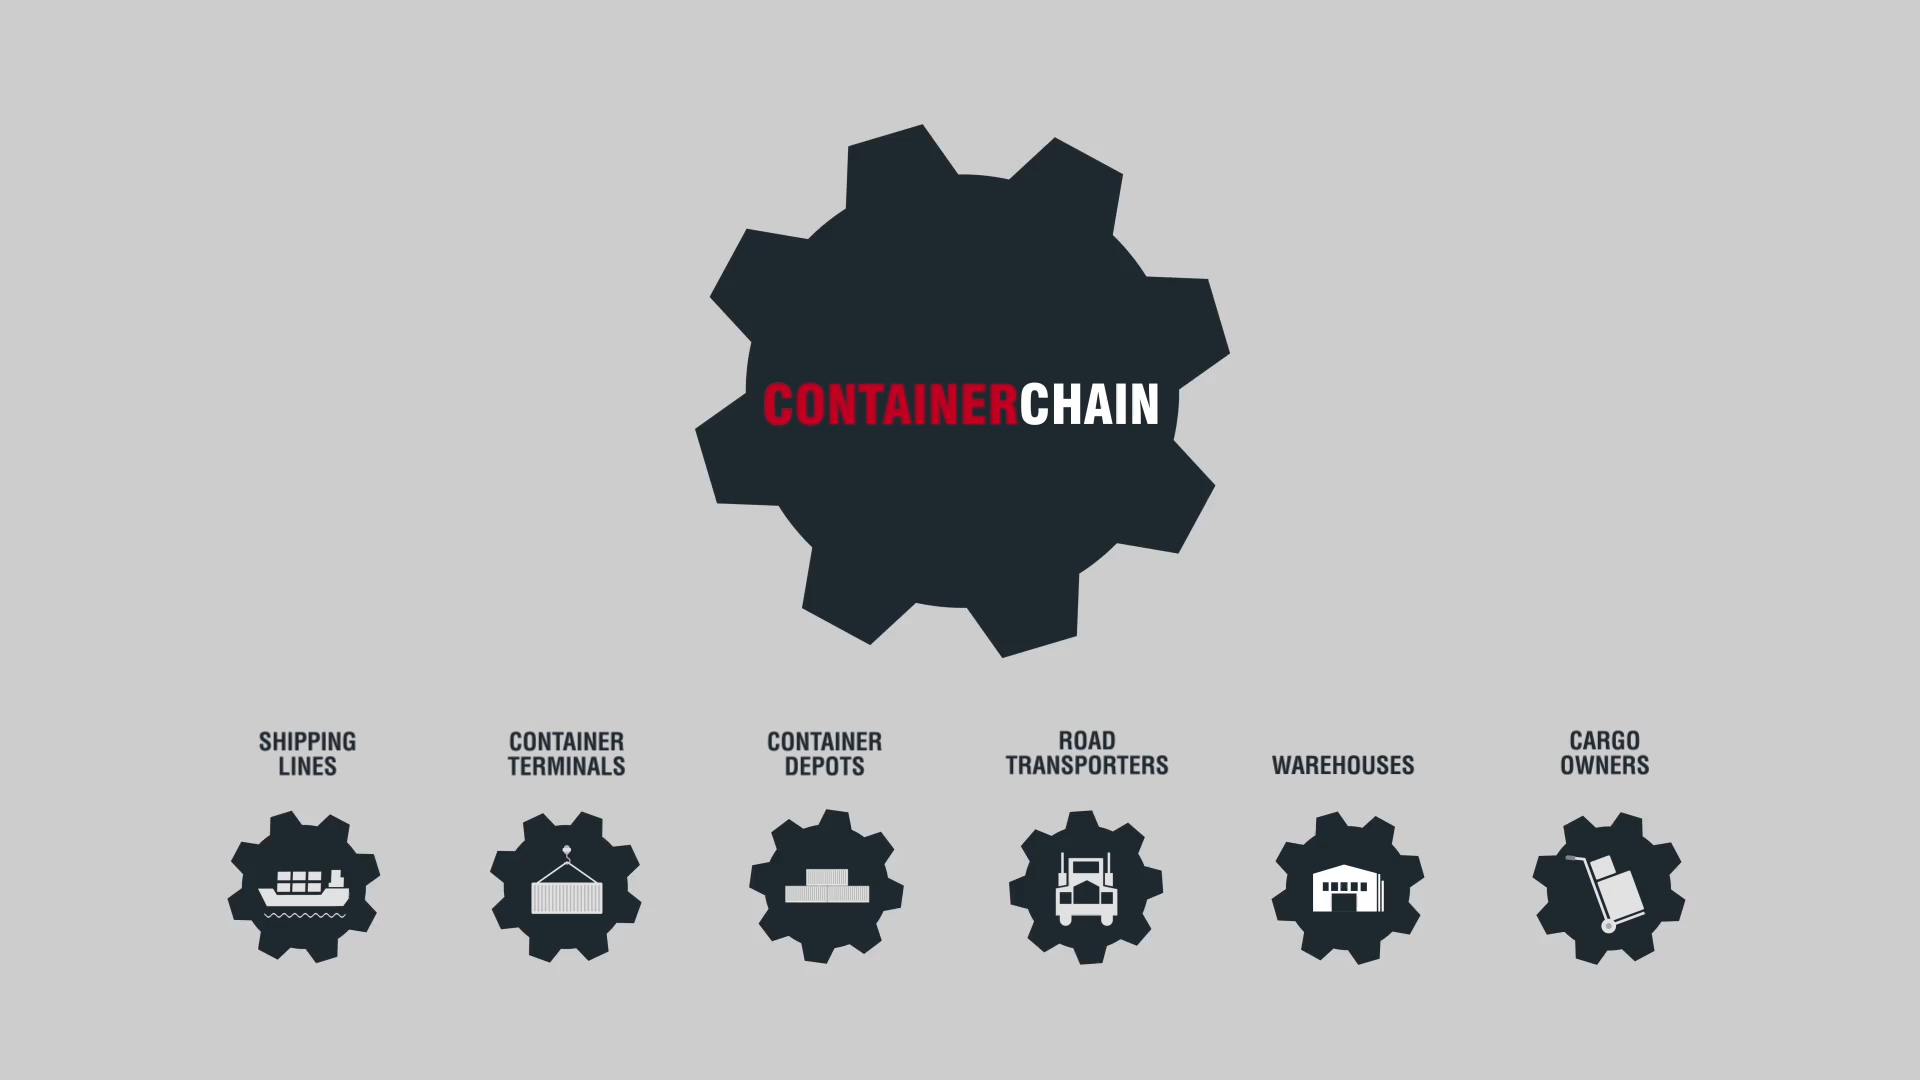 CONTAINERCHAIN
SHIPPING
LINES
CONTAINER
TERMINALS
CONTAINER
DEPOTS
ROAD
TRANSPORTERS
WAREHOUSES
CARGO
OWNERS